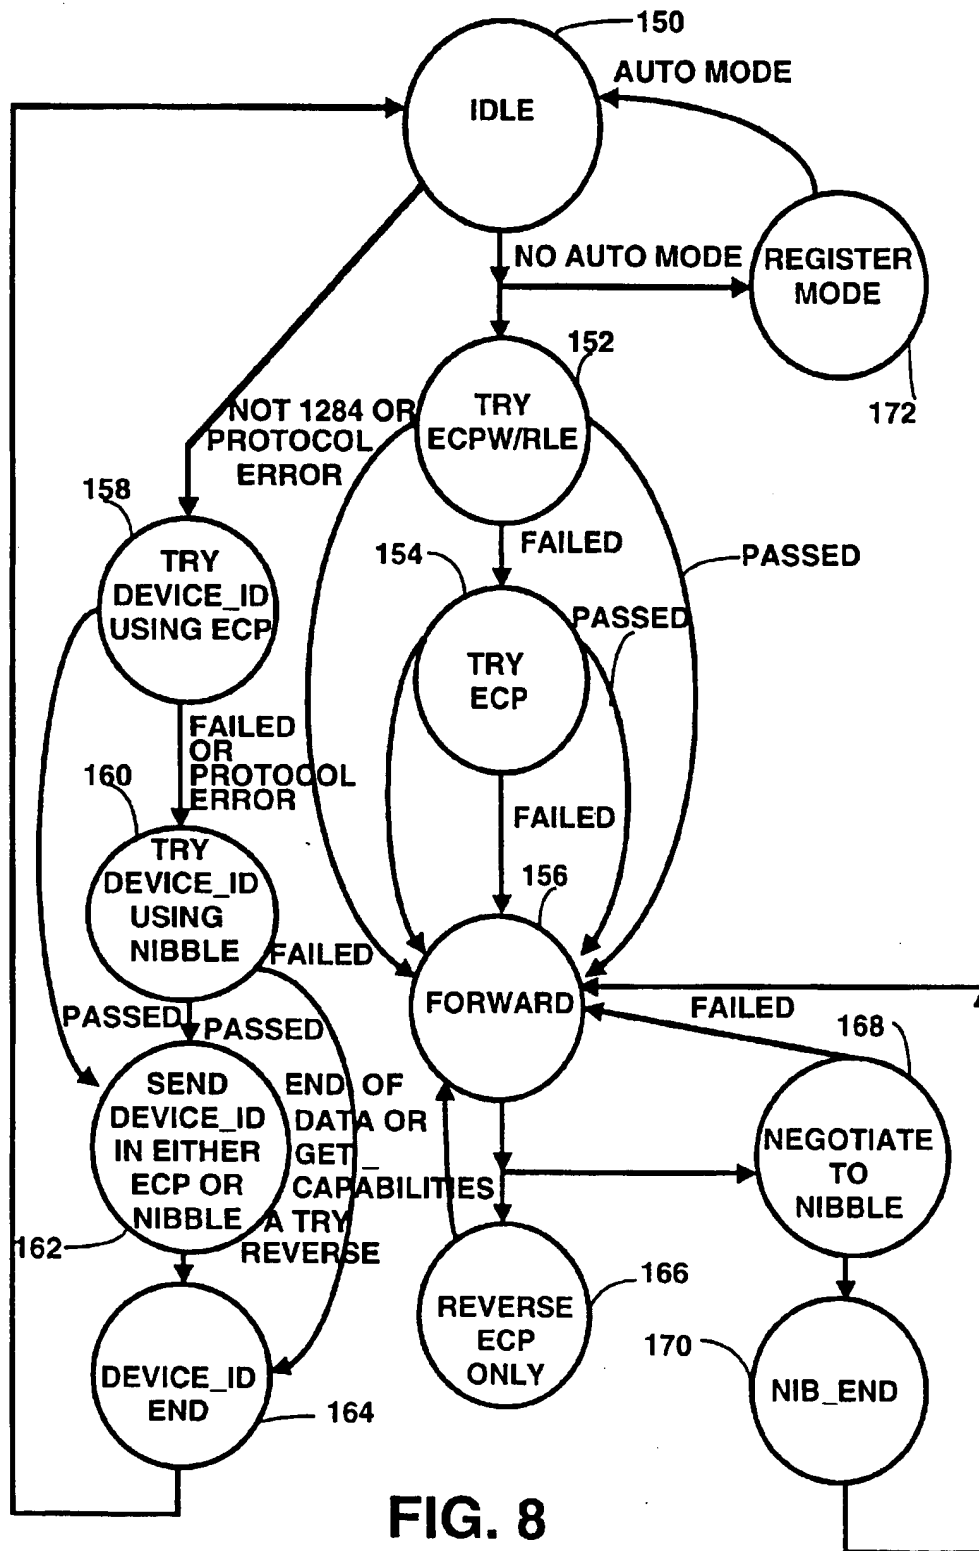 150
AUTO MODE
IDLE
NO AUTO MODE
REGISTER
MODE
172
152
TRY
ECPW/RLE
NOT 1284 OR
PROTOCOL
ERROR
158
TRY
DEVICE_ID
USING ECP
154
FAILED
PASSED
PASSED
TRY
ECP
FAILED
OR
PROTOCOL
ERROR
160
TRY
DEVICE_ID
USING
NIBBLE
FAILED
FAILED
156
FORWARD
FAILED
168
PASSED
PASSED
SEND
DEVICE_ID
IN EITHER
ECP OR
NIBBLE
162
END OF
DATA OR
GET_
CAPABILITIES
A TRY
REVERSE
NEGOTIATE
TO
NIBBLE
166
REVERSE
ECP
ONLY
170
NIB_END
DEVICE_ID
END
164
FIG. 8